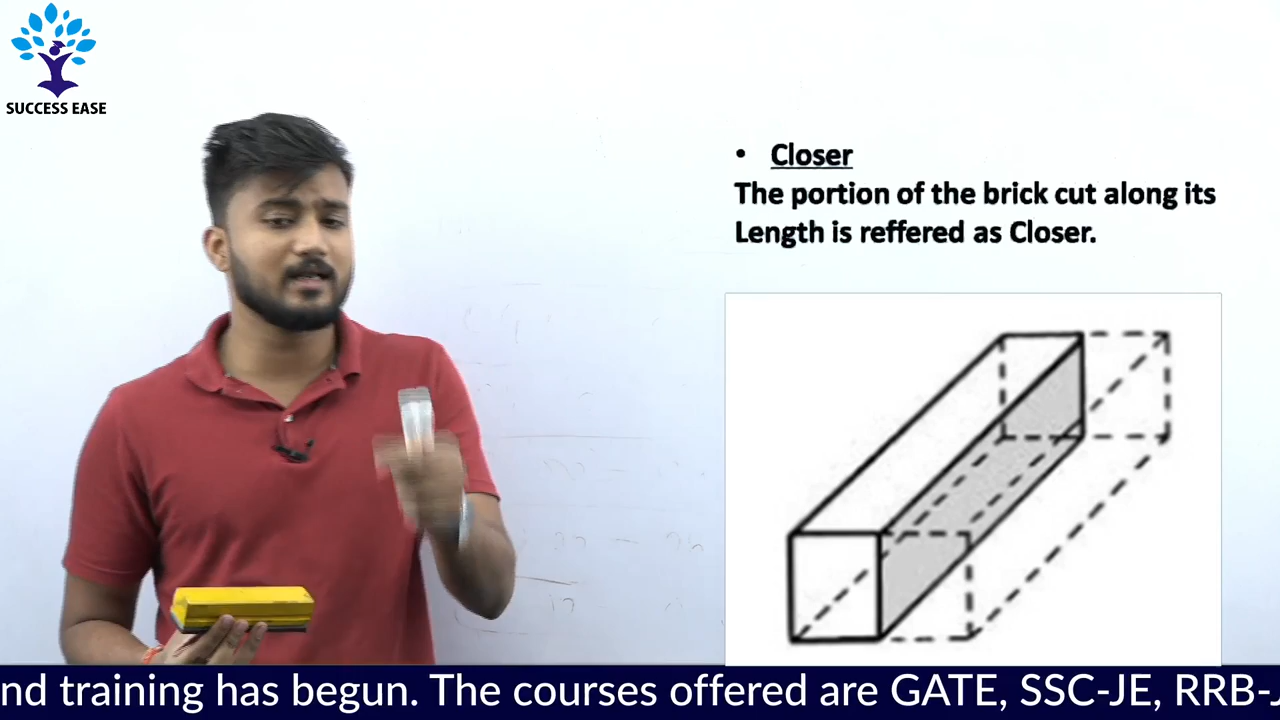 SUCCESS EASE
• Closer
The portion of the brick cut along its
Length is reffered as Closer.
nd training has begun. The courses offered are GATE, SSC-JE, RRB-